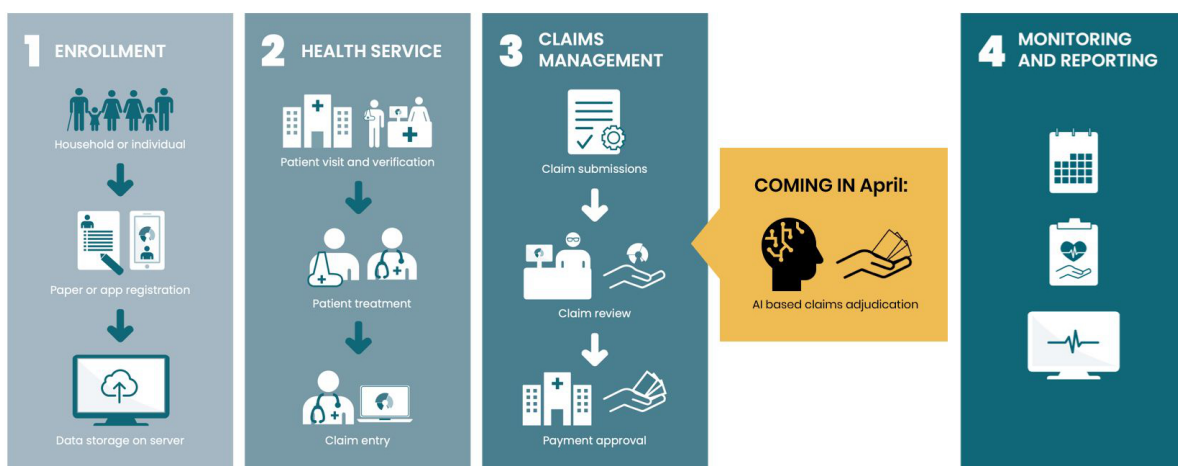 1 ENROLLMENT
Household or individual
Paper or app registration
Data storage on server
2 HEALTH SERVICE
Patient visit and verification
Patient treatment
Claim entry
3 CLAIMS
MANAGEMENT
Claim submissions
Claim review
Payment approval
COMING IN April:
AI based claims adjudication
4 MONITORING
AND REPORTING